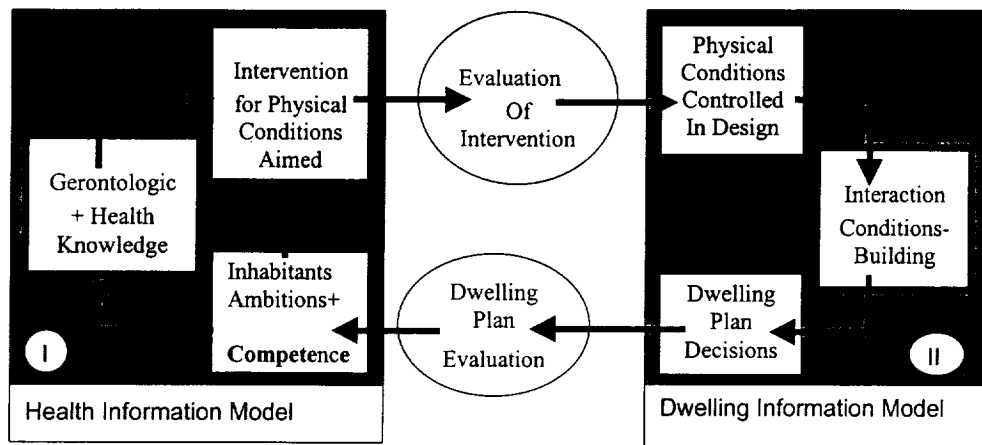 Intervention
for Physical
Conditions
Aimed
Gerontologic
+ Health
Knowledge
Inhabitants
Ambitions+
Competence
I
Health Information Model
Evaluation
Of
Intervention
Dwelling
Plan
Evaluation
Physical
Conditions
Controlled
In Design
Interaction
Conditions-
Building
Dwelling
Plan
Decisions
II
Dwelling Information Model